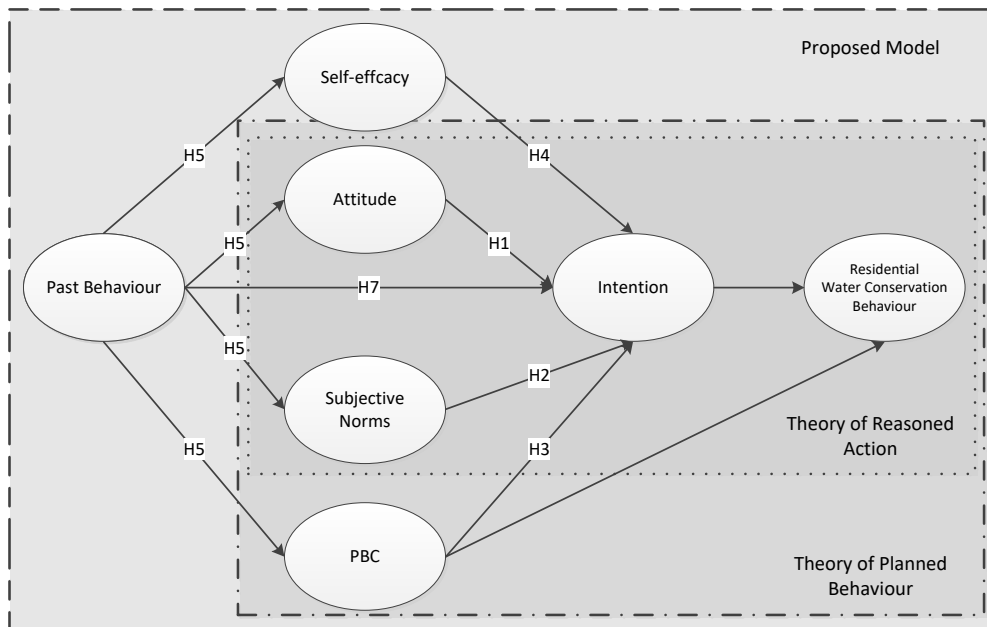 Proposed Model
Self-effcacy
H5
H4
Attitude
H5
H1
Past Behaviour
H7
Intention
Residential
Water Conservation
Behaviour
H5
H2
Subjective
Norms
Theory of Reasoned
Action
H5
H3
PBC
Theory of Planned
Behaviour